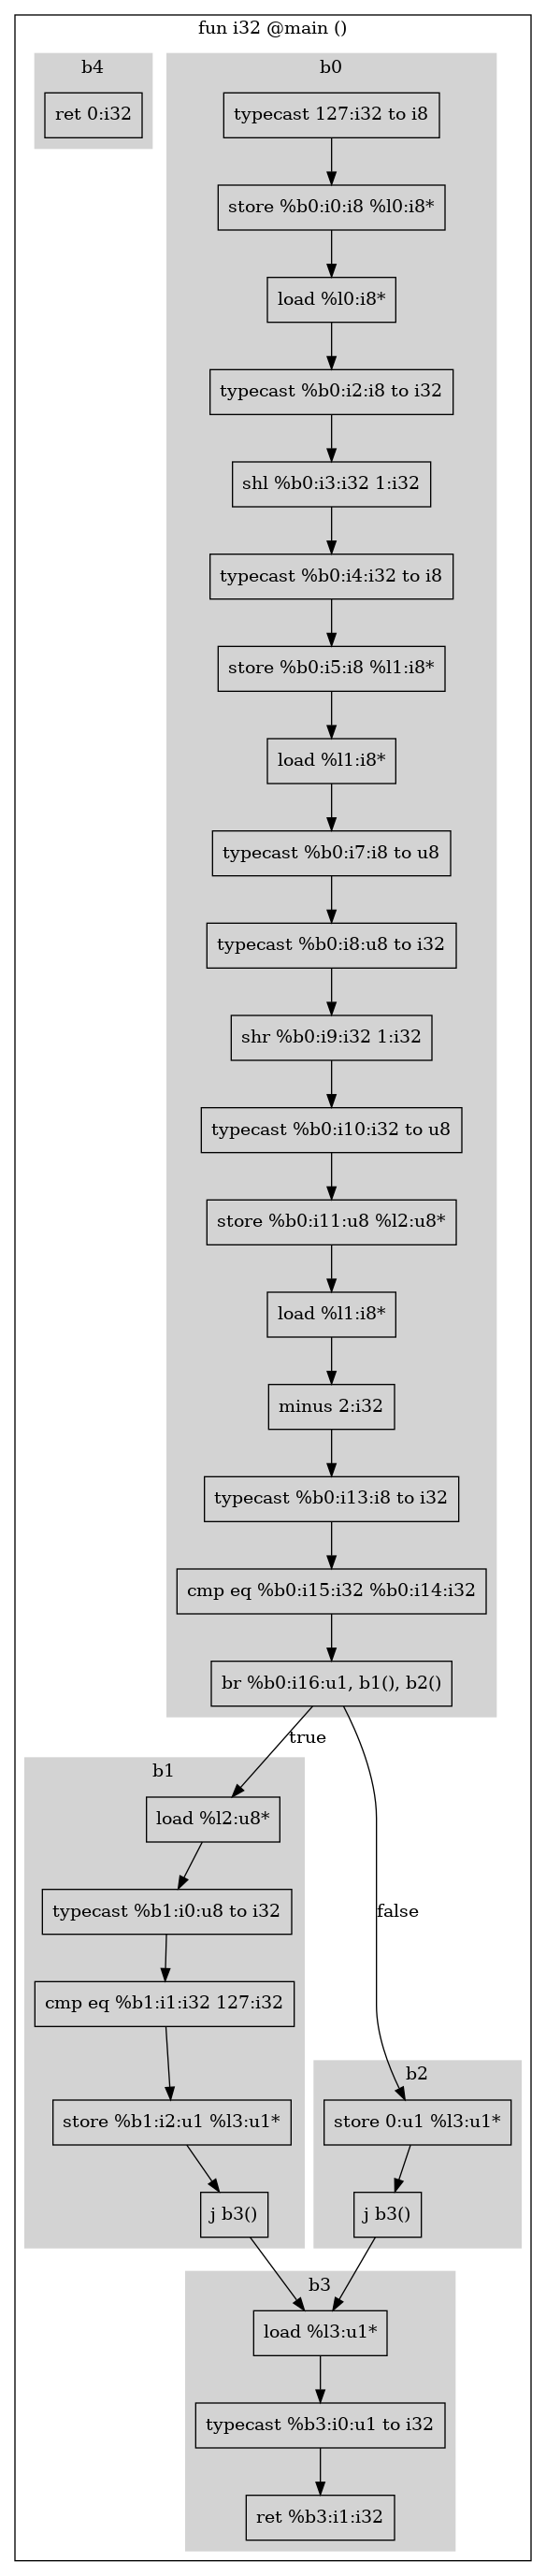 fun i32 @main ()
b4
ret 0:i32
b0
typecast 127:i32 to i8
store %b0:i0:i8 %l0:i8*
load %l0:i8*
typecast %b0:i2:i8 to i32
shl %b0:i3:i32 1:i32
typecast %b0:i4:i32 to i8
store %b0:i5:i8 %l1:i8*
load %l1:i8*
typecast %b0:i7:i8 to u8
typecast %b0:i8:u8 to i32
shr %b0:i9:i32 1:i32
typecast %b0:i10:i32 to u8
store %b0:i11:u8 %l2:u8*
load %l1:i8*
minus 2:i32
typecast %b0:i13:i8 to i32
cmp eq %b0:i15:i32 %b0:i14:i32
br %b0:i16:u1, b1(), b2()
true
false
b1
load %l2:u8*
typecast %b1:i0:u8 to i32
cmp eq %b1:i1:i32 127:i32
store %b1:i2:u1 %l3:u1*
j b3()
b2
store 0:u1 %l3:u1*
j b3()
b3
load %l3:u1*
typecast %b3:i0:u1 to i32
ret %b3:i1:i32